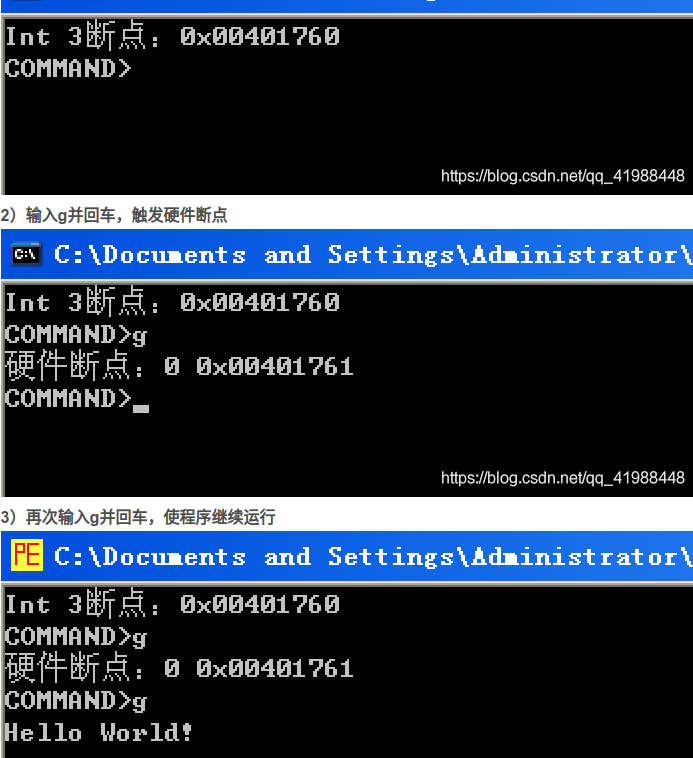 Int 3断点：0x00401760
COMMAND>
https://blog.csdn.net/qq_41988448
2）输入g并回车，触发硬件断点
C:\Documents and Settings\Administrator\
Int 3断点：0x00401760
COMMAND>g
硬件断点：0 0x00401761
COMMAND>
https://blog.csdn.net/qq_41988448
3）再次输入g并回车，使程序继续运行
PE C:\Documents and Settings\Administrator\
Int 3断点：0x00401760
COMMAND>g
硬件断点：0 0x00401761
COMMAND>g
Hello World!